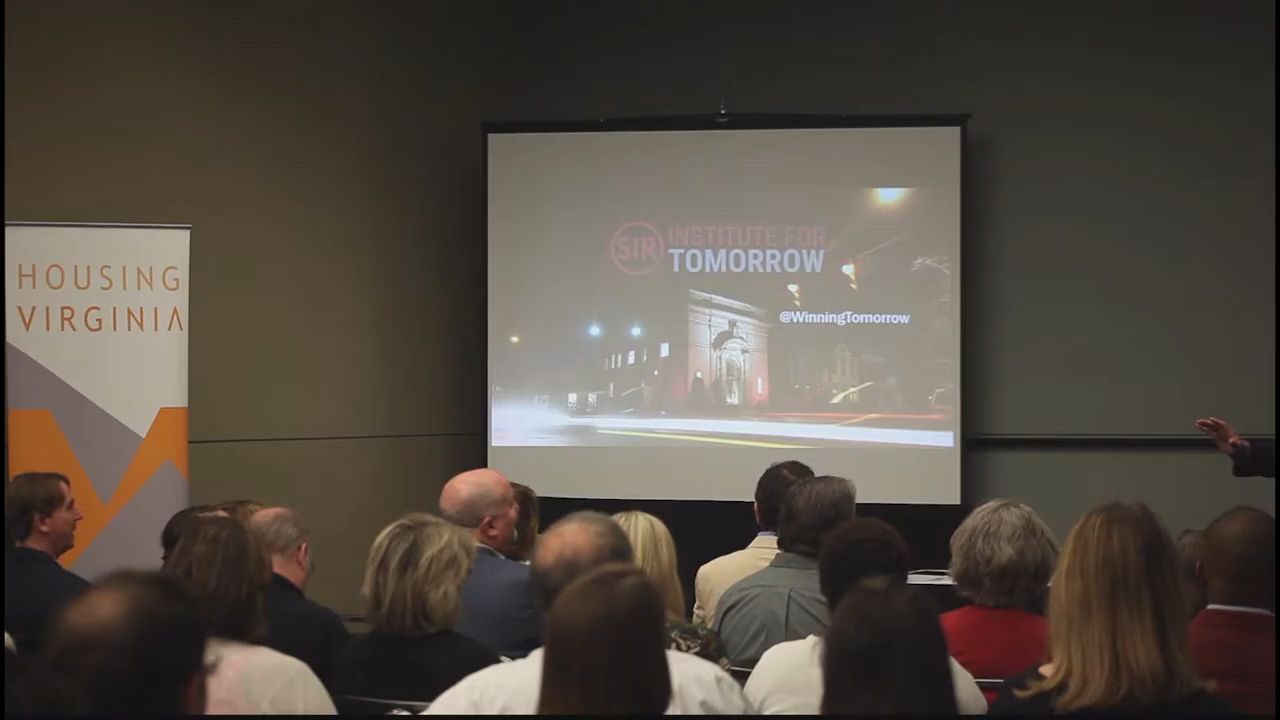 HOUSING
VIRGINIA
SIR
INSTITUTE FOR
TOMORROW
@WinningTomorrow